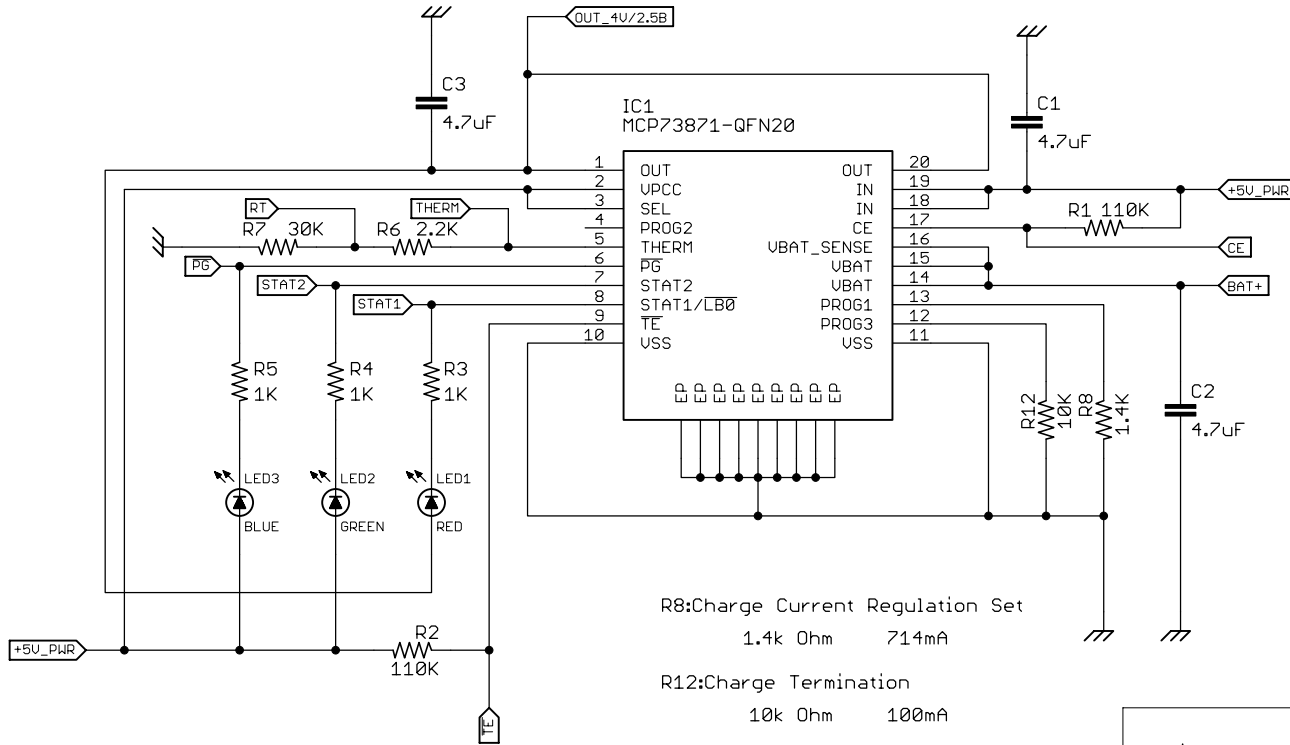 OUT_4V/2.5B
C3
4.7uF
C1
4.7uF
IC1
MCP73871-QFN20
1 OUT OUT 20
2 VPCC IN 19
3 SEL IN 18
4 PROG2 CE 17
5 THERM VBAT_SENSE 16
6 PG VBAT 15
7 STAT2 VBAT 14
8 STAT1/LBO PROG1 13
9 TE PROG3 12
10 VSS VSS 11
EP EP EP EP EP EP EP EP EP
+5V_PWR
R1 110K
CE
BAT+
RT
THERM
R7 30K
R6 2.2K
PG
STAT2
STAT1
R5
1K
R4
1K
R3
1K
R12
10K
R8
1.4K
C2
4.7uF
LED3
BLUE
LED2
GREEN
LED1
RED
+5V_PWR
R2
110K
TE
R8:Charge Current Regulation Set
1.4k Ohm 714mA
R12:Charge Termination
10k Ohm 100mA